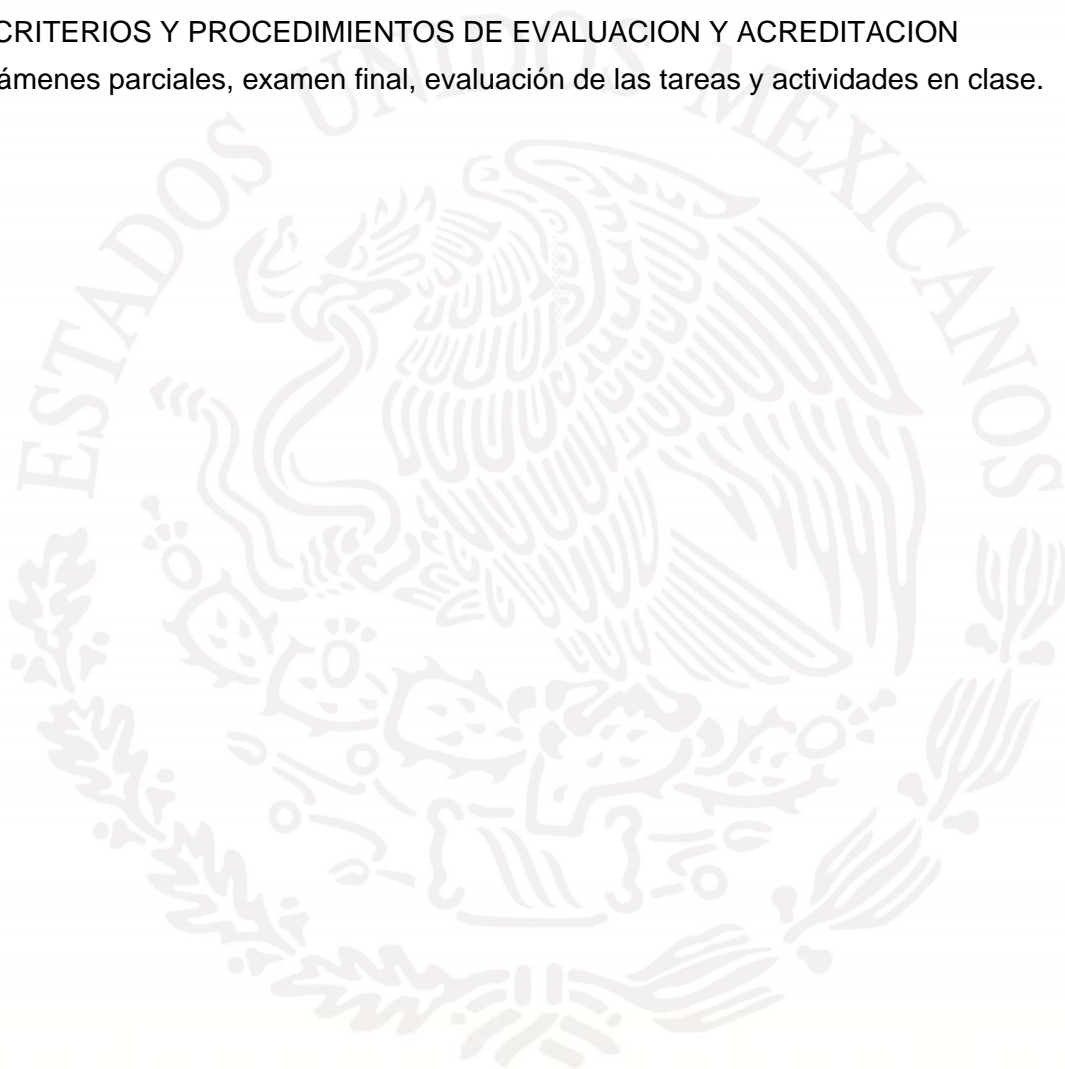 CRITERIOS Y PROCEDIMIENTOS DE EVALUACION Y ACREDITACION
ámenes parciales, examen final, evaluación de las tareas y actividades en clase.
ESTADOS UNIDOS MEXICANOS